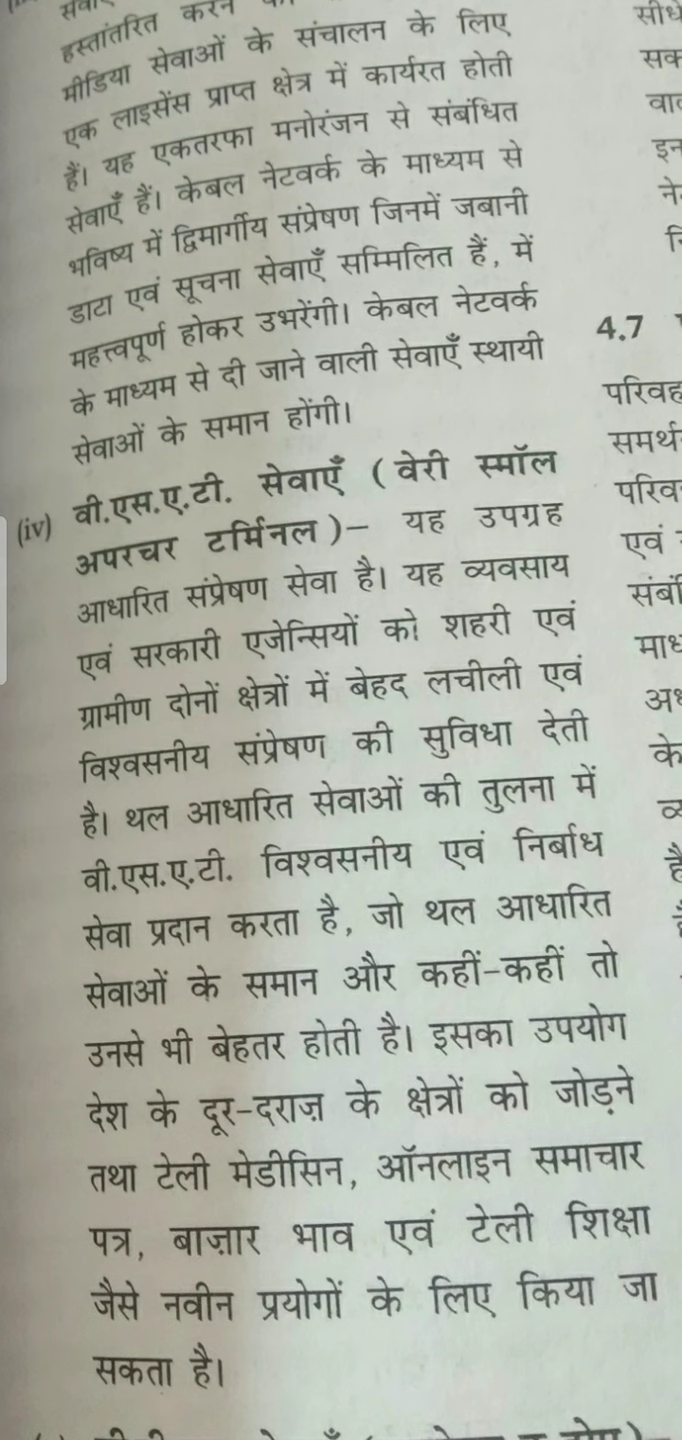 हस्तांतरित करने
मीडिया सेवाओं के संचालन के लिए
एक लाइसेंस प्राप्त क्षेत्र में कार्यरत होती
हैं। यह एकतरफा मनोरंजन से संबंधित
सेवाएँ हैं। केबल नेटवर्क के माध्यम से
भविष्य में द्विमार्गीय संप्रेषण जिनमें जबानी
डाटा एवं सूचना सेवाएँ सम्मिलित हैं, में
महत्त्वपूर्ण होकर उभरेंगी। केबल नेटवर्क
के माध्यम से दी जाने वाली सेवाएँ स्थायी
सेवाओं के समान होंगी।
(iv) वी.एस.ए.टी. सेवाएँ (वेरी स्मॉल
अपरचर टर्मिनल)– यह उपग्रह
आधारित संप्रेषण सेवा है। यह व्यवसाय
एवं सरकारी एजेन्सियों को शहरी एवं
ग्रामीण दोनों क्षेत्रों में बेहद लचीली एवं
विश्वसनीय संप्रेषण की सुविधा देती
है। थल आधारित सेवाओं की तुलना में
वी.एस.ए.टी. विश्वसनीय एवं निर्बाध
सेवा प्रदान करता है, जो थल आधारित
सेवाओं के समान और कहीं-कहीं तो
उनसे भी बेहतर होती है। इसका उपयोग
देश के दूर-दराज़ के क्षेत्रों को जोड़ने
तथा टेली मेडीसिन, ऑनलाइन समाचार
पत्र, बाज़ार भाव एवं टेली शिक्षा
जैसे नवीन प्रयोगों के लिए किया जा
सकता है।
4.7
एवं
के